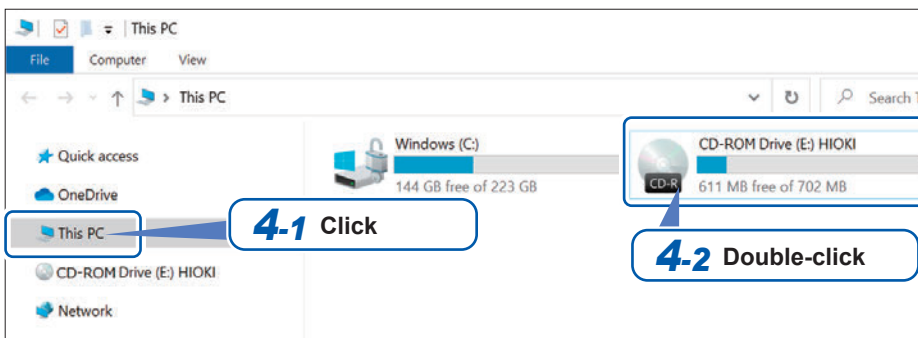 This PC
File Computer View
This PC
Search T
Quick access
OneDrive
This PC
CD-ROM Drive (E:) HIOKI
Network
Windows (C:)
144 GB free of 223 GB
CD-ROM Drive (E:) HIOKI
CD-R
611 MB free of 702 MB
4-1 Click
4-2 Double-click